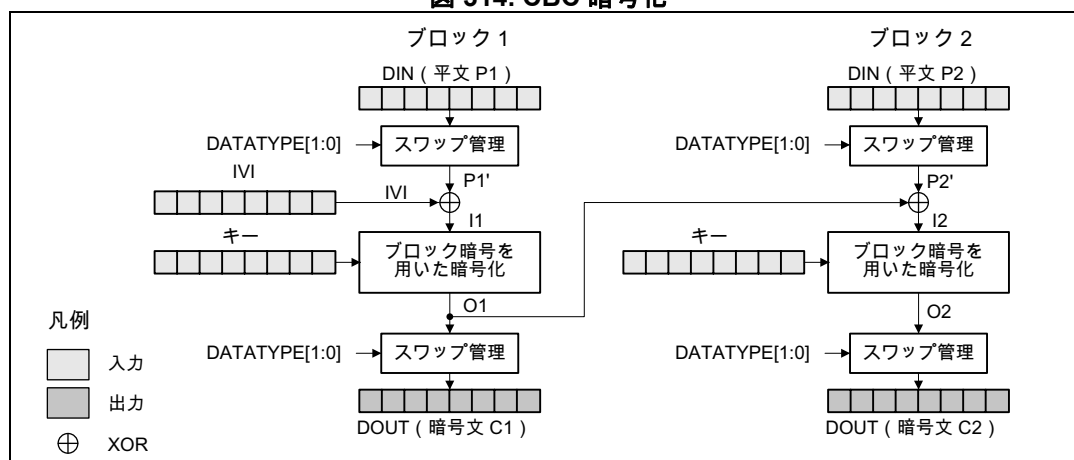 図 314. CBC 暗号化
ブロック 1
DIN ( 平文 P1 )
DATATYPE[1:0]
スワップ管理
IVI
P1'
IVI
I1
キー
ブロック暗号を
用いた暗号化
O1
DATATYPE[1:0]
スワップ管理
DOUT ( 暗号文 C1 )
ブロック 2
DIN ( 平文 P2 )
DATATYPE[1:0]
スワップ管理
P2'
I2
キー
ブロック暗号を
用いた暗号化
O2
DATATYPE[1:0]
スワップ管理
DOUT ( 暗号文 C2 )
凡例
入力
出力
XOR